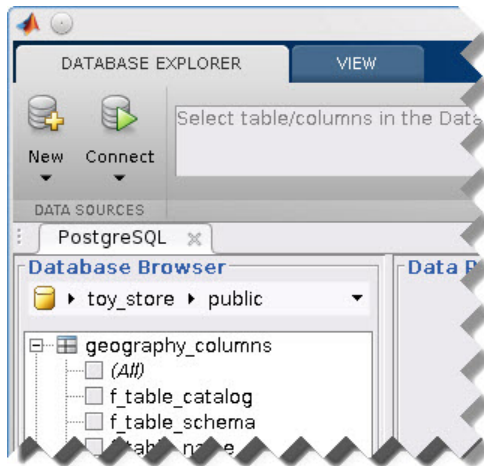 DATABASE EXPLORER
VIEW
New
Connect
Select table/columns in the Data
DATA SOURCES
PostgreSQL
Database Browser
Data
toy_store
public
geography_columns
(All)
f_table_catalog
f_table_schema